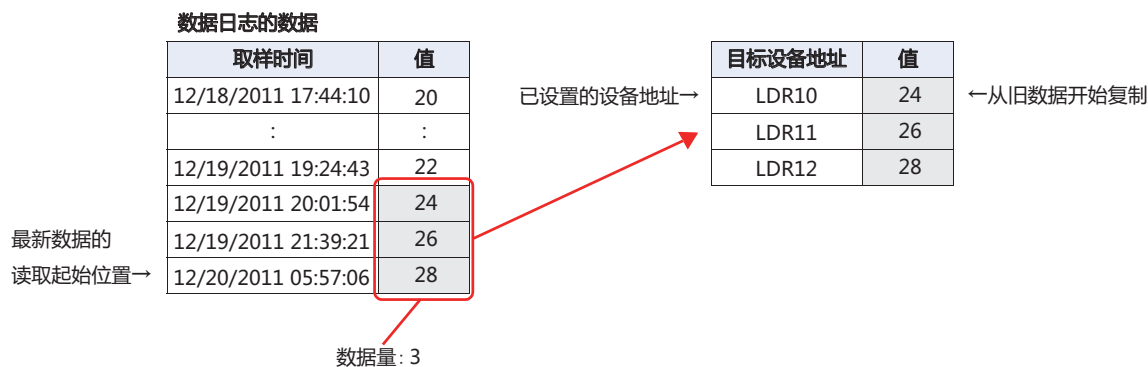 数据日志的数据
取样时间 值
12/18/2011 17:44:10 20
: :
12/19/2011 19:24:43 22
12/19/2011 20:01:54 24
12/19/2011 21:39:21 26
12/20/2011 05:57:06 28
最新数据的
读取起始位置→
数据量: 3
目标设备地址 值
已设置的设备地址→ LDR10 24 ←从旧数据开始复制
LDR11 26
LDR12 28